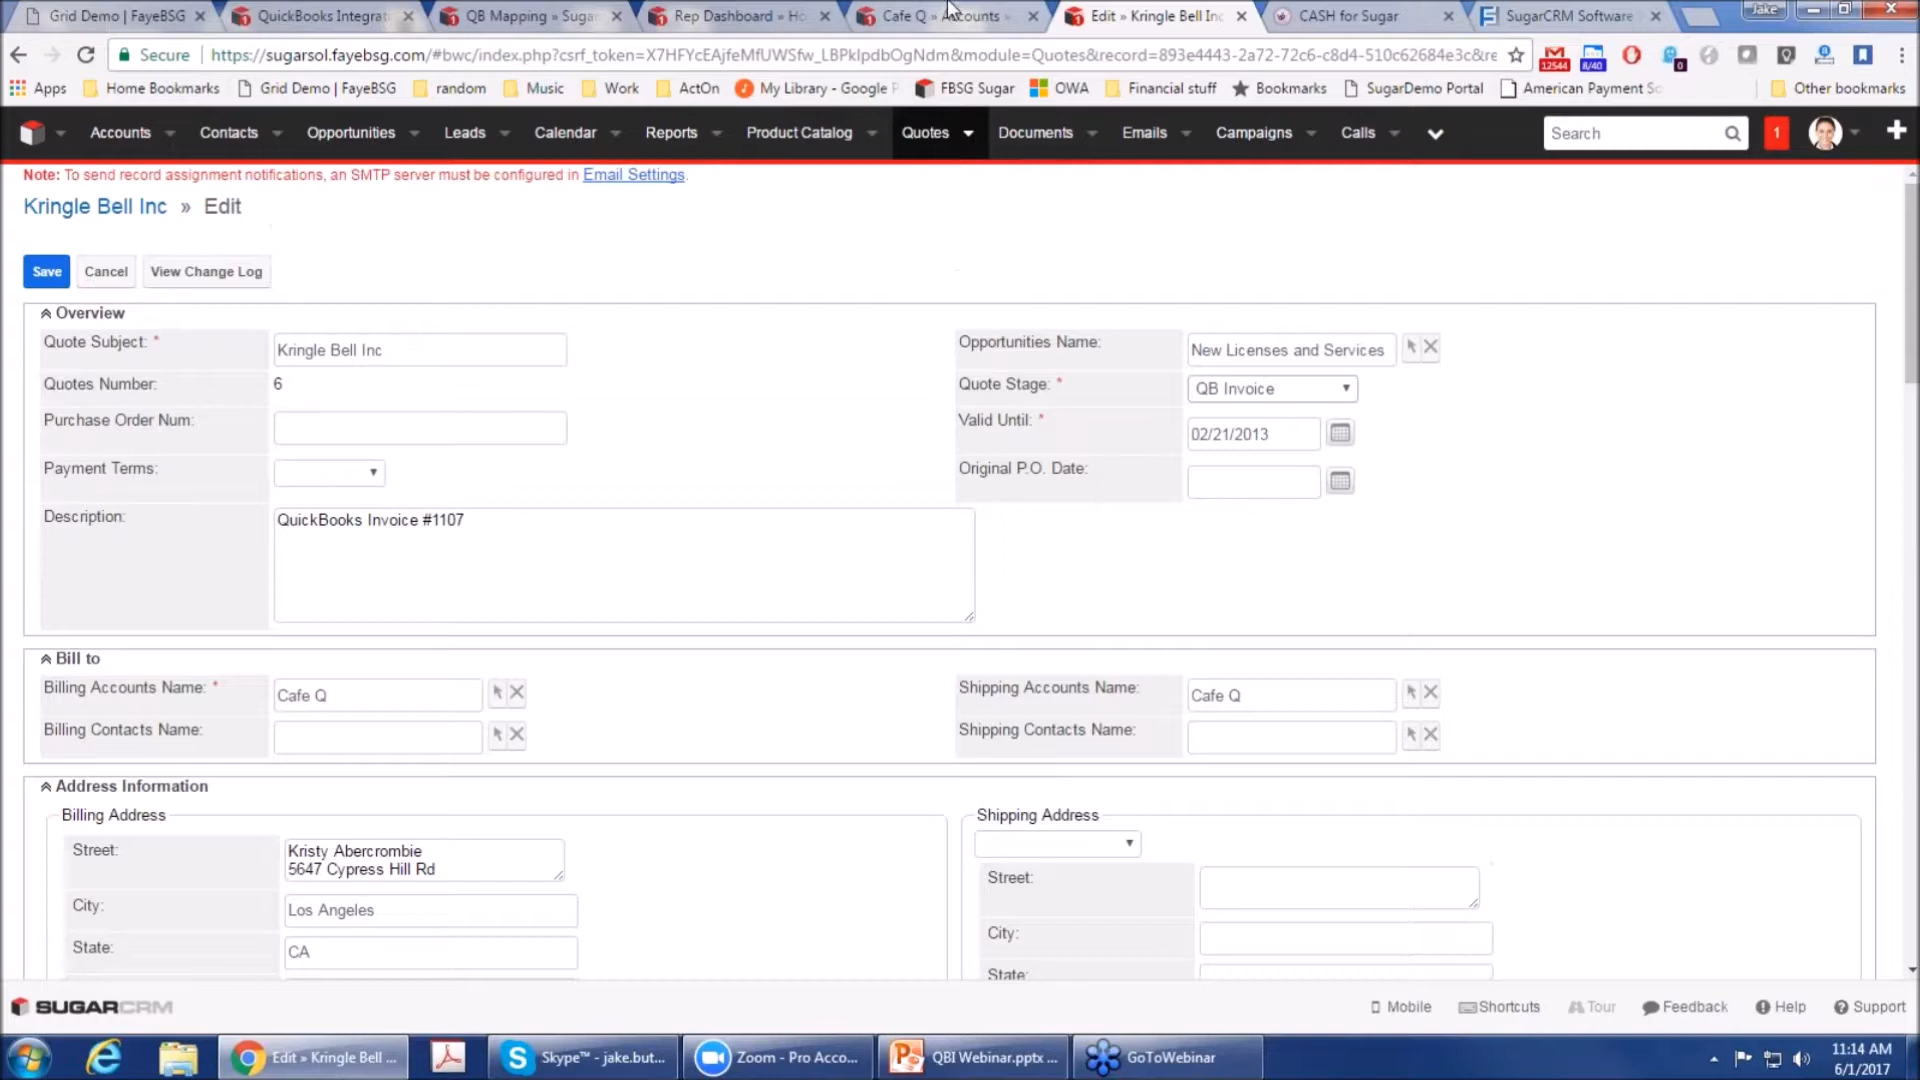 Grid Demo | FayeBSG
QuickBooks Integrat
QB Mapping » Sugar
Rep Dashboard » Ho
Cafe Q » Accounts »
Edit » Kringle Bell Inc
CASH for Sugar
SugarCRM Software
Jake
Secure
https://sugarsol.fayebsg.com/#bwc/index.php?csrf_token=X7HFYcEAjfeMfUWSfw_LBPklpdbOgNdm&module=Quotes&record=893e4443-2a72-72c6-c8d4-510c62684e3c&re
12544
8/40
0
Apps
Home Bookmarks
Grid Demo | FayeBSG
random
Music
Work
ActOn
My Library - Google P
FBSG Sugar
OWA
Financial stuff
Bookmarks
SugarDemo Portal
American Payment So
Other bookmarks
Accounts
Contacts
Opportunities
Leads
Calendar
Reports
Product Catalog
Quotes
Documents
Emails
Campaigns
Calls
Search
1
Note: To send record assignment notifications, an SMTP server must be configured in Email Settings.
Kringle Bell Inc » Edit
Save
Cancel
View Change Log
Overview
Quote Subject: *
Kringle Bell Inc
Opportunities Name:
New Licenses and Services
Quotes Number:
6
Quote Stage: *
QB Invoice
Purchase Order Num:
Valid Until: *
02/21/2013
Payment Terms:
Original P.O. Date:
Description:
QuickBooks Invoice #1107
Bill to
Billing Accounts Name: *
Cafe Q
Shipping Accounts Name:
Cafe Q
Billing Contacts Name:
Shipping Contacts Name:
Address Information
Billing Address
Shipping Address
Street:
Kristy Abercrombie
5647 Cypress Hill Rd
Street:
City:
Los Angeles
City:
State:
CA
State:
SUGARCRM
Mobile
Shortcuts
Tour
Feedback
Help
Support
Edit » Kringle Bell ...
Skype™ - jake.but...
Zoom - Pro Acco...
QBI Webinar.pptx ...
GoToWebinar
11:14 AM
6/1/2017